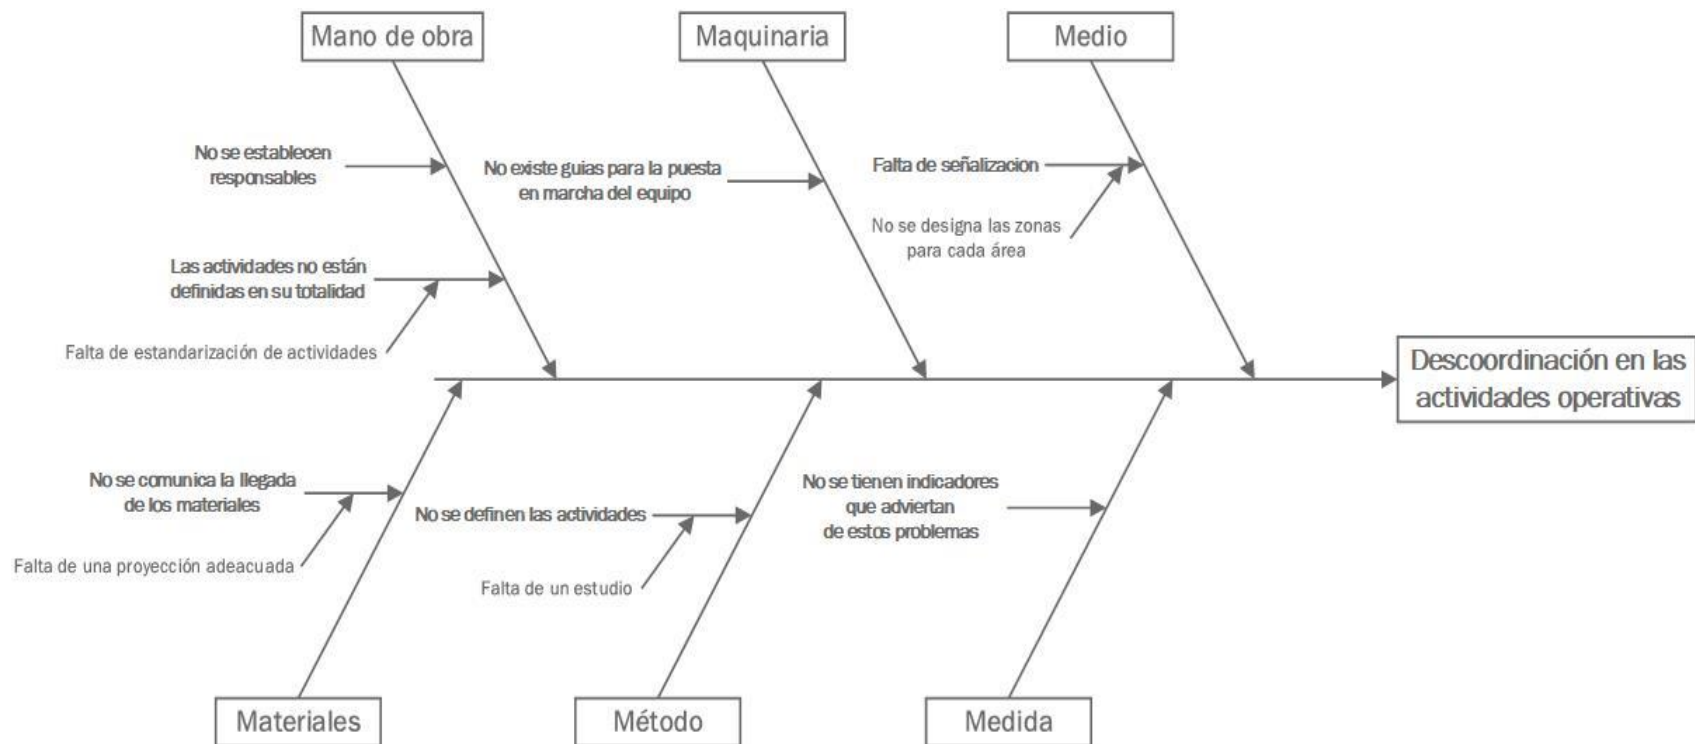 Mano de obra
Maquinaria
Medio
No se establecen
responsables
No existe guias para la puesta
en marcha del equipo
Falta de señalizacion
No se designa las zonas
para cada área
Las actividades no están
definidas en su totalidad
Falta de estandarización de actividades
Descoordinación en las
actividades operativas
No se comunica la llegada
de los materiales
Falta de una proyección adeacuada
No se definen las actividades
Falta de un estudio
No se tienen indicadores
que adviertan
de estos problemas
Materiales
Método
Medida